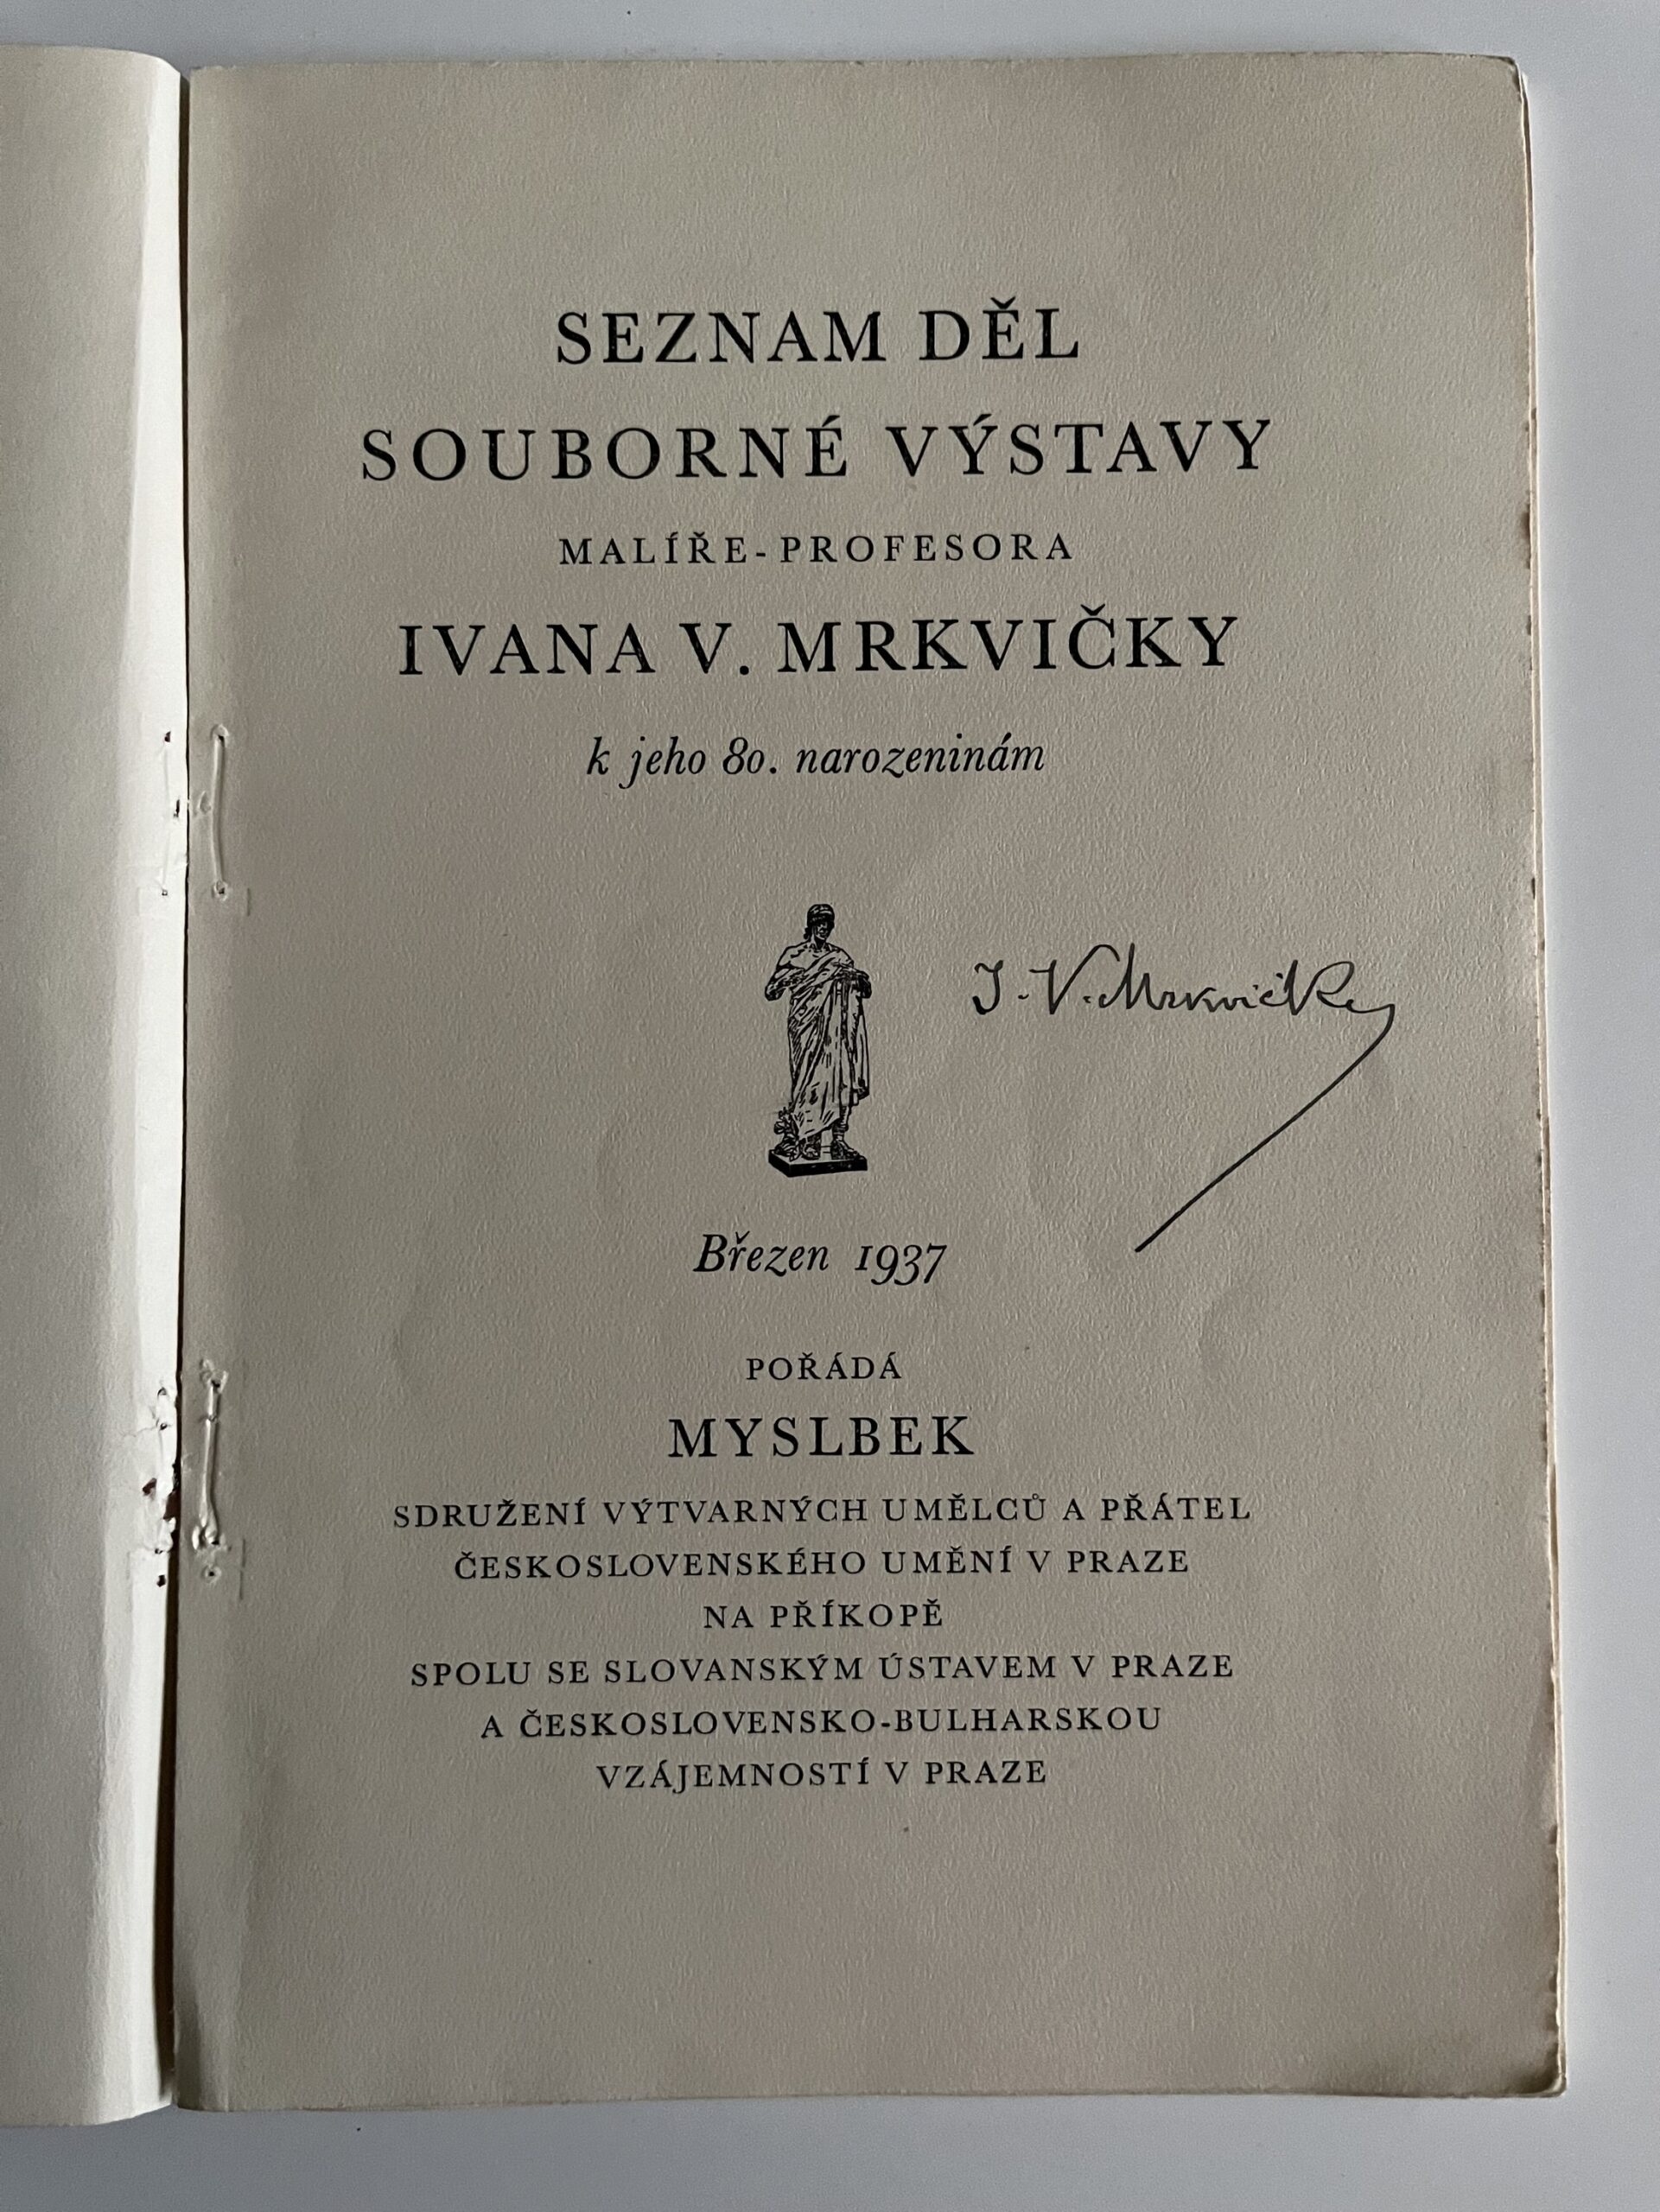 SEZNAM DĚL
SOUBORNÉ VÝSTAVY
MALÍŘE-PROFESORA
IVANA V. MRKVIČKY
k jeho 80. narozeninám
J. V. Mrkvička
Březen 1937
POŘÁDÁ
MYSLBEK
SDRUŽENÍ VÝTVARNÝCH UMĚLCŮ A PŘÁTEL
ČESKOSLOVENSKÉHO UMĚNÍ V PRAZE
NA PŘÍKOPĚ
SPOLU SE SLOVANSKÝM ÚSTAVEM V PRAZE
A ČESKOSLOVENSKO-BULHARSKOU
VZÁJEMNOSTÍ V PRAZE